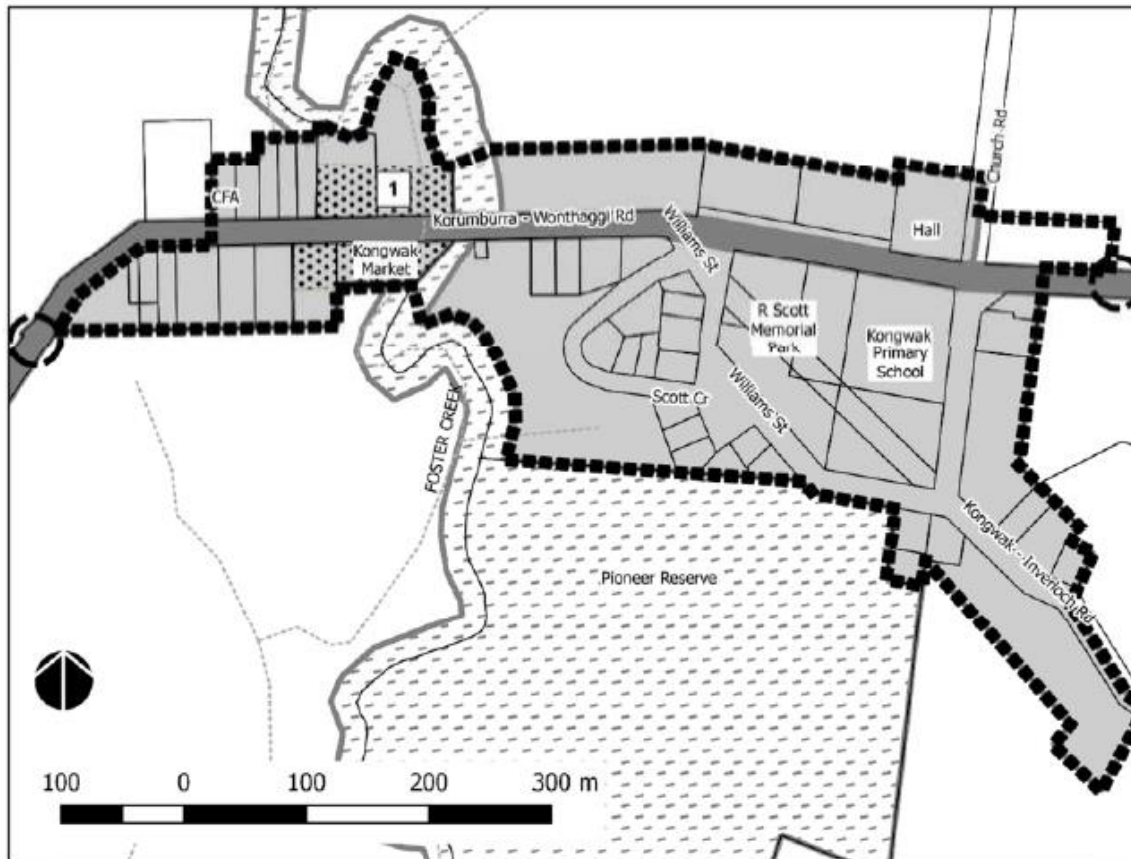 Church Rd
CFA
1
Korumburra - Wonthaggi Rd
Williams St
Hall
Kongwak
Market
R Scott
Memorial
Park
Kongwak
Primary
School
Scott Cr
Williams St
FOSTER CREEK
Kongwak - Inverloch Rd
Pioneer Reserve
100 0 100 200 300 m